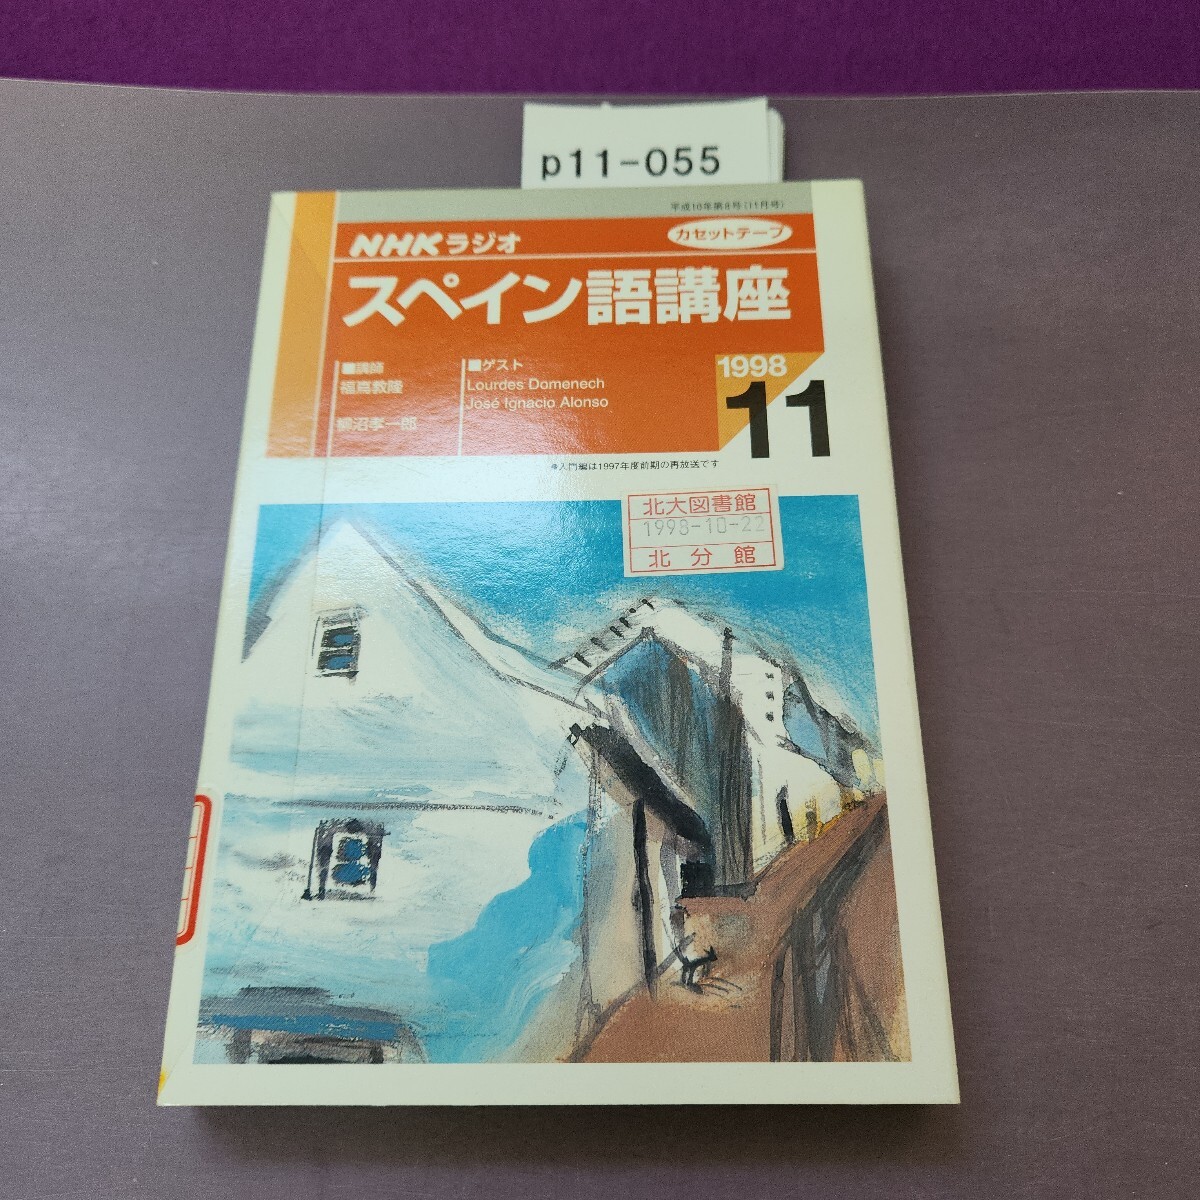 p11-055
平成10年第8号(11月号)
NHKラジオ
カセットテープ
スペイン語講座
■講師
福嶌教隆
柳沼孝一郎
■ゲスト
Lourdes Domenech
José Ignacio Alonso
1998
11
●入門編は1997年度前期の再放送です
北大図書館
1998-10-22
北分館